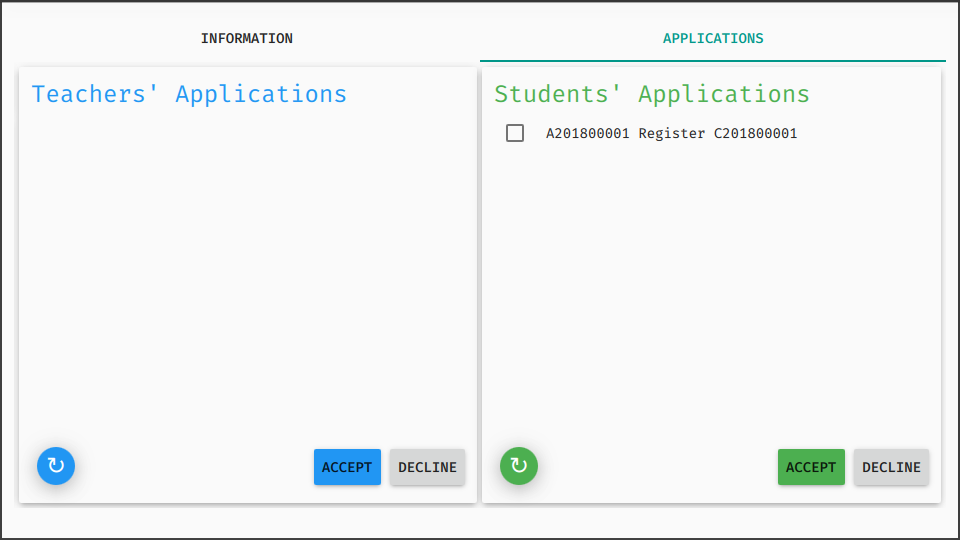 INFORMATION
APPLICATIONS
Teachers' Applications
Students' Applications
A201800001 Register C201800001
ACCEPT
DECLINE
ACCEPT
DECLINE